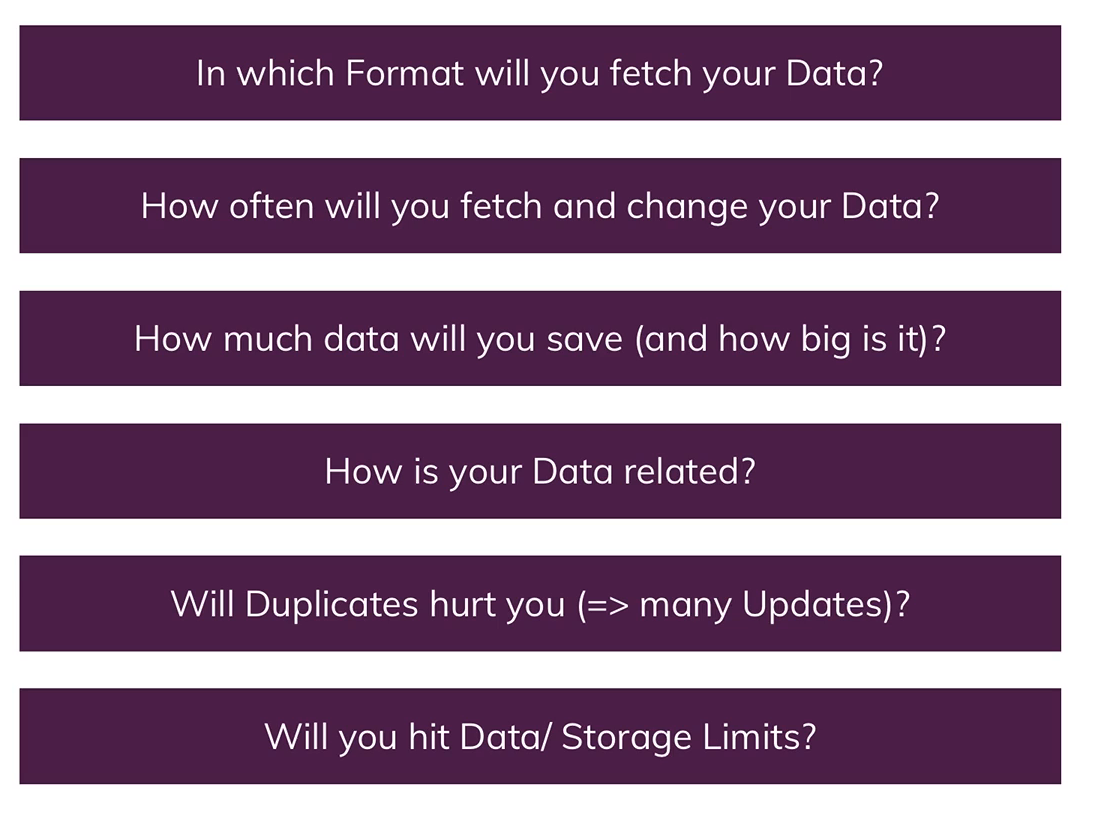 In which Format will you fetch your Data?
How often will you fetch and change your Data?
How much data will you save (and how big is it)?
How is your Data related?
Will Duplicates hurt you (=> many Updates)?
Will you hit Data/ Storage Limits?